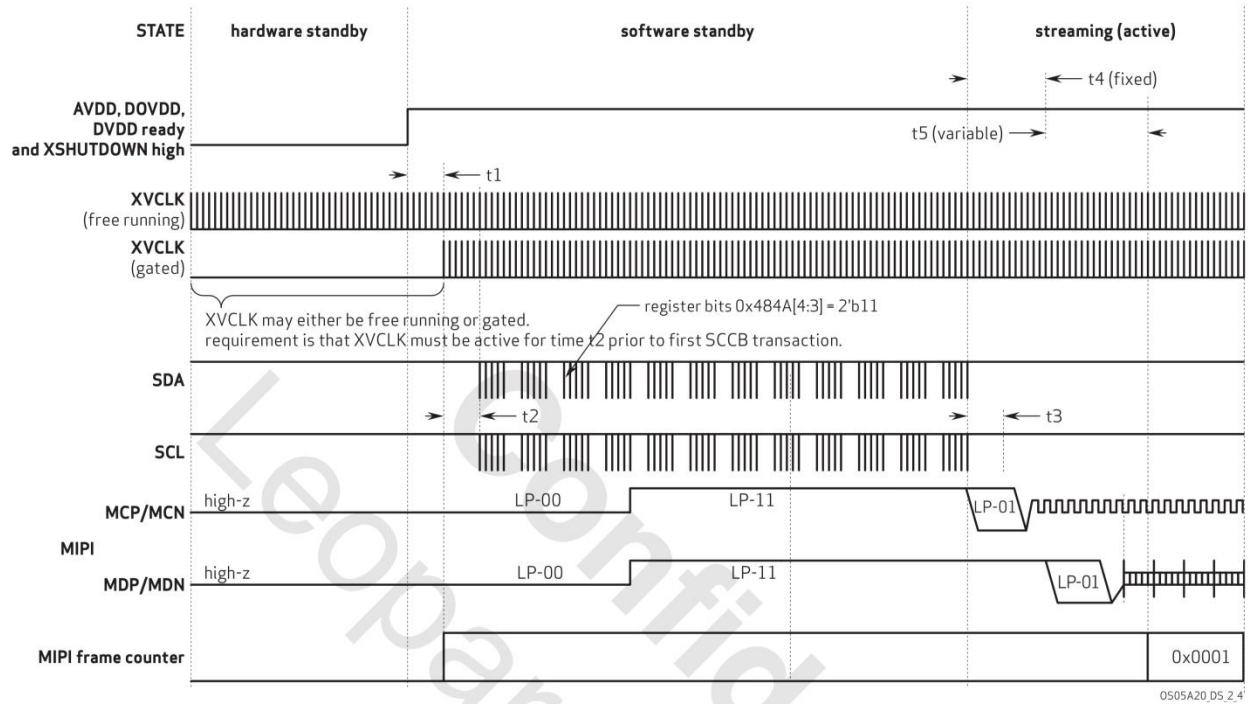 STATE
hardware standby
software standby
streaming (active)
t4 (fixed)
AVDD, DOVDD,
DVDD ready
and XSHUTDOWN high
t5 (variable)
t1
XVCLK
(free running)
XVCLK
(gated)
register bits 0x484A[4:3] = 2'b11
XVCLK may either be free running or gated.
requirement is that XVCLK must be active for time t2 prior to first SCCB transaction.
SDA
t2
t3
SCL
high-z
LP-00
LP-11
LP-01
MCP/MCN
MIPI
high-z
LP-00
LP-11
LP-01
MDP/MDN
MIPI frame counter
0x0001
OS05A20_DS_2_4